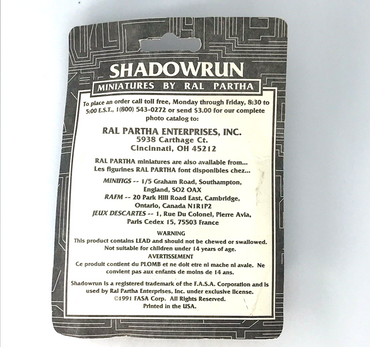 SHADOWRUN
MINIATURES BY RAL PARTHA
To place an order call toll free, Monday through Friday, 8:30 to
5:00 E.S.T., 1(800) 543-0272 or send $3.00 for our complete
photo catalog to:
RAL PARTHA ENTERPRISES, INC.
5938 Carthage Ct.
Cincinnati, OH 45212
RAL PARTHA miniatures are also available from...
Les figurines RAL PARTHA font disponibles chez...
MINIFIGS -- 1/5 Graham Road, Southampton,
England, SO2 OAX
RAFM -- 20 Park Hill Road East, Cambridge,
Ontario, Canada N1R1P2
JEUX DESCARTES -- 1, Rue Du Colonel, Pierre Avia,
Paris Cedex 15, 75503 France
WARNING
This product contains LEAD and should not be chewed or swallowed.
Not suitable for children under 14 years of age.
AVERTISSEMENT
Ce produit contient du PLOMB et ne doit etre ni mache ni avale. Ne
convient pas aux enfants de moins de 14 ans.
Shadowrun is a registered trademark of the F.A.S.A. Corporation and is
used by Ral Partha Enterprises, Inc. under exclusive license.
©1991 FASA Corp. All Rights Reserved.
Printed in the USA.